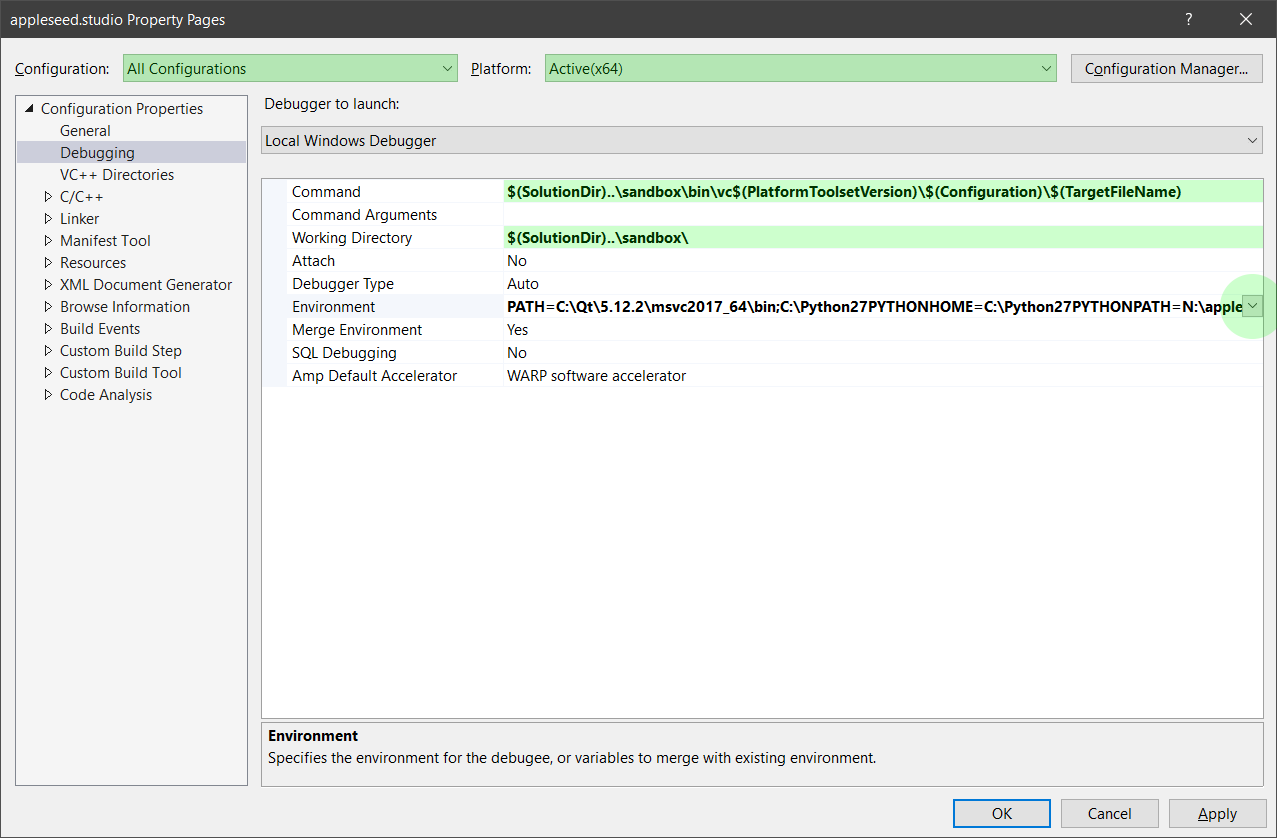 appleseed.studio Property Pages
?
Configuration: All Configurations Platform: Active(x64) Configuration Manager...
Configuration Properties
General
Debugging
VC++ Directories
C/C++
Linker
Manifest Tool
Resources
XML Document Generator
Browse Information
Build Events
Custom Build Step
Custom Build Tool
Code Analysis
Debugger to launch:
Local Windows Debugger
Command $(SolutionDir)..\sandbox\bin\vc$(PlatformToolsetVersion)\$(Configuration)\$(TargetFileName)
Command Arguments
Working Directory $(SolutionDir)..\sandbox\
Attach No
Debugger Type Auto
Environment PATH=C:\Qt\5.12.2\msvc2017_64\bin;C:\Python27PYTHONHOME=C:\Python27PYTHONPATH=N:\apple
Merge Environment Yes
SQL Debugging No
Amp Default Accelerator WARP software accelerator
Environment
Specifies the environment for the debugee, or variables to merge with existing environment.
OK Cancel Apply